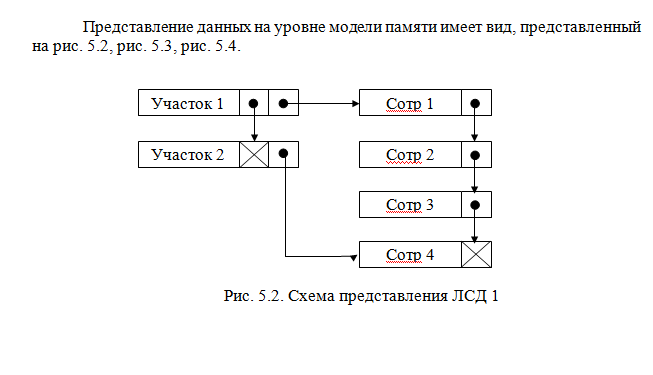 Представление данных на уровне модели памяти имеет вид, представленный
на рис. 5.2, рис. 5.3, рис. 5.4.
Участок 1
Сотр 1
Участок 2
Сотр 2
Сотр 3
Сотр 4
Рис. 5.2. Схема представления ЛСД 1